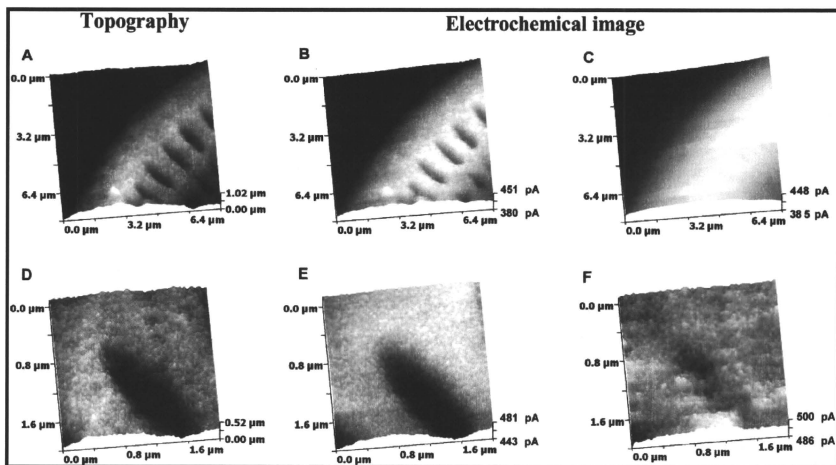 Topography
Electrochemical image
A
0.0 µm
3.2 µm
6.4 µm
1.02 µm
0.00 µm
0.0 µm
3.2 µm
6.4 µm
B
0.0 µm
3.2 µm
6.4 µm
451 pA
380 pA
0.0 µm
3.2 µm
6.4 µm
C
0.0 µm
3.2 µm
6.4 µm
448 pA
385 pA
0.0 µm
3.2 µm
6.4 µm
D
0.0 µm
0.8 µm
1.6 µm
0.52 µm
0.00 µm
0.0 µm
0.8 µm
1.6 µm
E
0.0 µm
0.8 µm
1.6 µm
481 pA
443 pA
0.0 µm
0.8 µm
1.6 µm
F
0.0 µm
0.8 µm
1.6 µm
500 pA
486 pA
0.0 µm
0.8 µm
1.6 µm